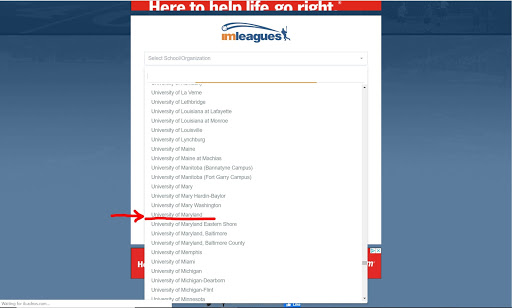 Here to help life go right.®
imleagues
Select School/Organization
University of La Verne
University of Lethbridge
University of Louisiana at Lafayette
University of Louisiana at Monroe
University of Louisville
University of Lynchburg
University of Maine
University of Maine at Machias
University of Manitoba (Bannatyne Campus)
University of Manitoba (Fort Garry Campus)
University of Mary
University of Mary Hardin-Baylor
University of Mary Washington
University of Maryland
University of Maryland Eastern Shore
University of Maryland, Baltimore
University of Maryland, Baltimore County
University of Memphis
University of Miami
University of Michigan
University of Michigan-Dearborn
University of Michigan-Flint
University of Minnesota
Like